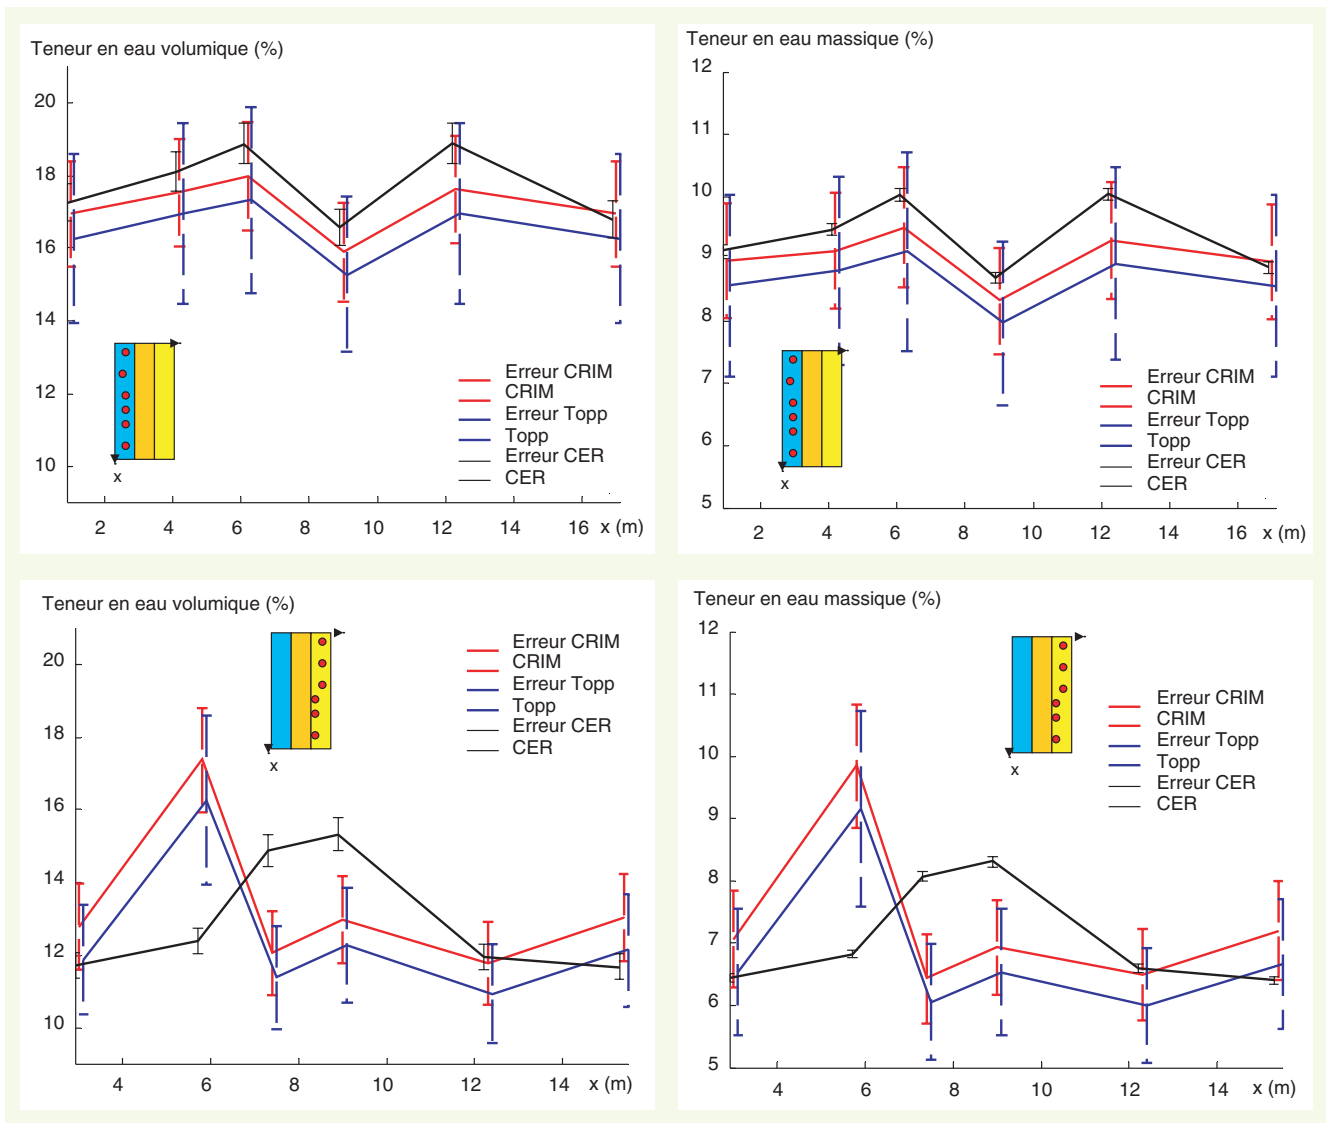 Teneur en eau volumique (%)
20
18
16
14
12
10
Erreur CRIM
CRIM
Erreur Topp
Topp
Erreur CER
CER
x
2 4 6 8 10 12 14 16 x (m)
Teneur en eau massique (%)
12
11
10
9
8
7
6
5
Erreur CRIM
CRIM
Erreur Topp
Topp
Erreur CER
CER
x
2 4 6 8 10 12 14 16 x (m)
Teneur en eau volumique (%)
20
18
16
14
12
10
x
Erreur CRIM
CRIM
Erreur Topp
Topp
Erreur CER
CER
4 6 8 10 12 14 x (m)
Teneur en eau massique (%)
12
11
10
9
8
7
6
5
x
Erreur CRIM
CRIM
Erreur Topp
Topp
Erreur CER
CER
4 6 8 10 12 14 x (m)